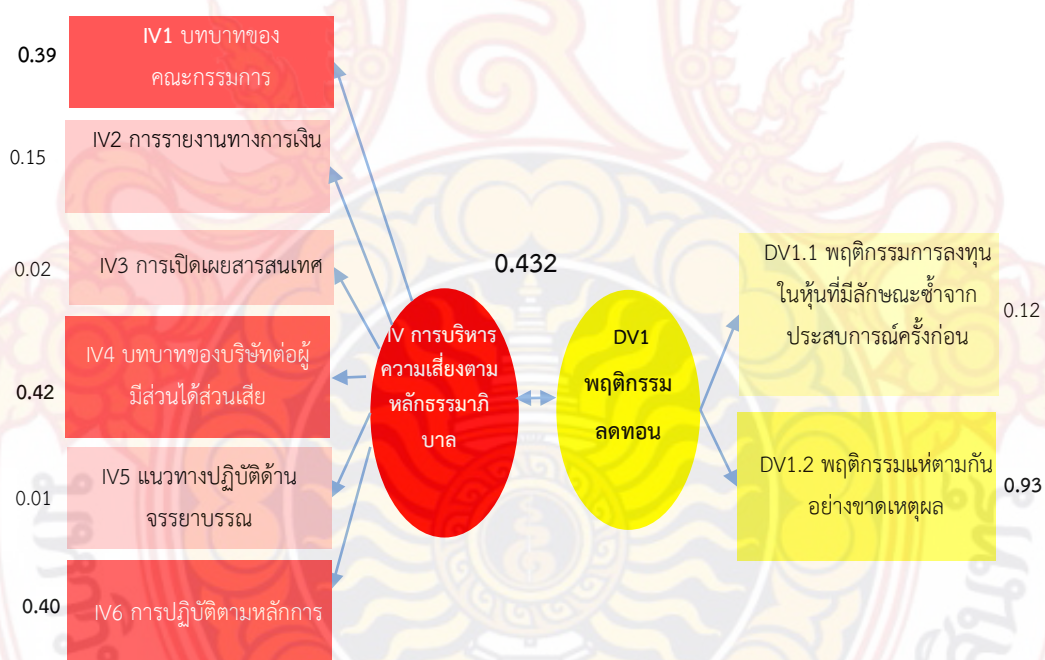 0.39
IV1 บทบาทของ
คณะกรรมการ
0.15
IV2 การรายงานทางการเงิน
0.02
IV3 การเปิดเผยสารสนเทศ
0.42
IV4 บทบาทของบริษัทต่อผู้
มีส่วนได้ส่วนเสีย
0.01
IV5 แนวทางปฏิบัติด้าน
จรรยาบรรณ
0.40
IV6 การปฏิบัติตามหลักการ
0.432
IV การบริหาร
ความเสี่ยงตาม
หลักธรรมาภิ
บาล
DV1
พฤติกรรม
ลดทอน
DV1.1 พฤติกรรมการลงทุน
ในหุ้นที่มีลักษณะซ้ำจาก
ประสบการณ์ครั้งก่อน
0.12
DV1.2 พฤติกรรมแห่ตามกัน
อย่างขาดเหตุผล
0.93